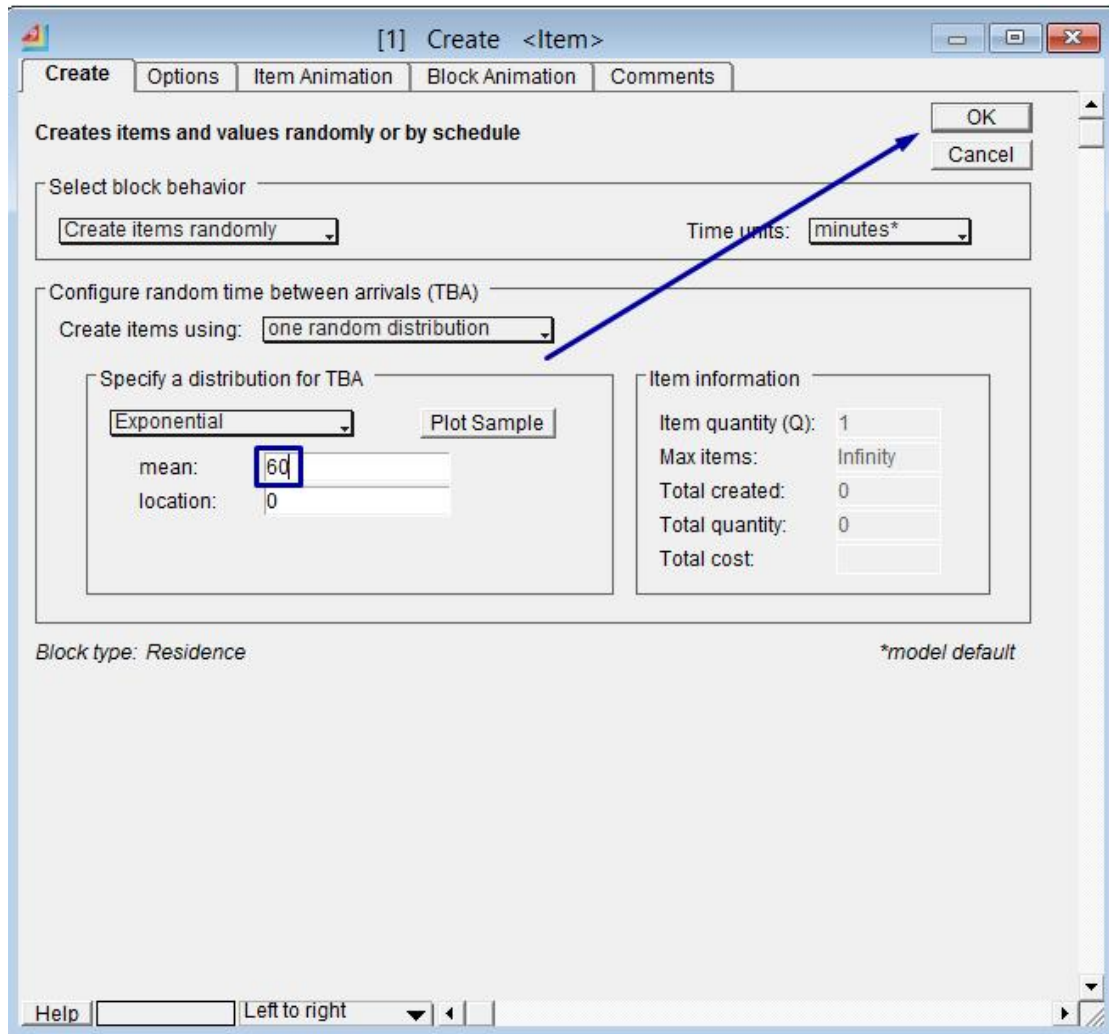 [1] Create <Item>
Create Options Item Animation Block Animation Comments
Creates items and values randomly or by schedule
OK
Cancel
Select block behavior
Create items randomly
Time units: minutes*
Configure random time between arrivals (TBA)
Create items using: one random distribution
Specify a distribution for TBA
Exponential
Plot Sample
mean: 60
location: 0
Item information
Item quantity (Q): 1
Max items: Infinity
Total created: 0
Total quantity: 0
Total cost:
Block type: Residence
*model default
Help
Left to right